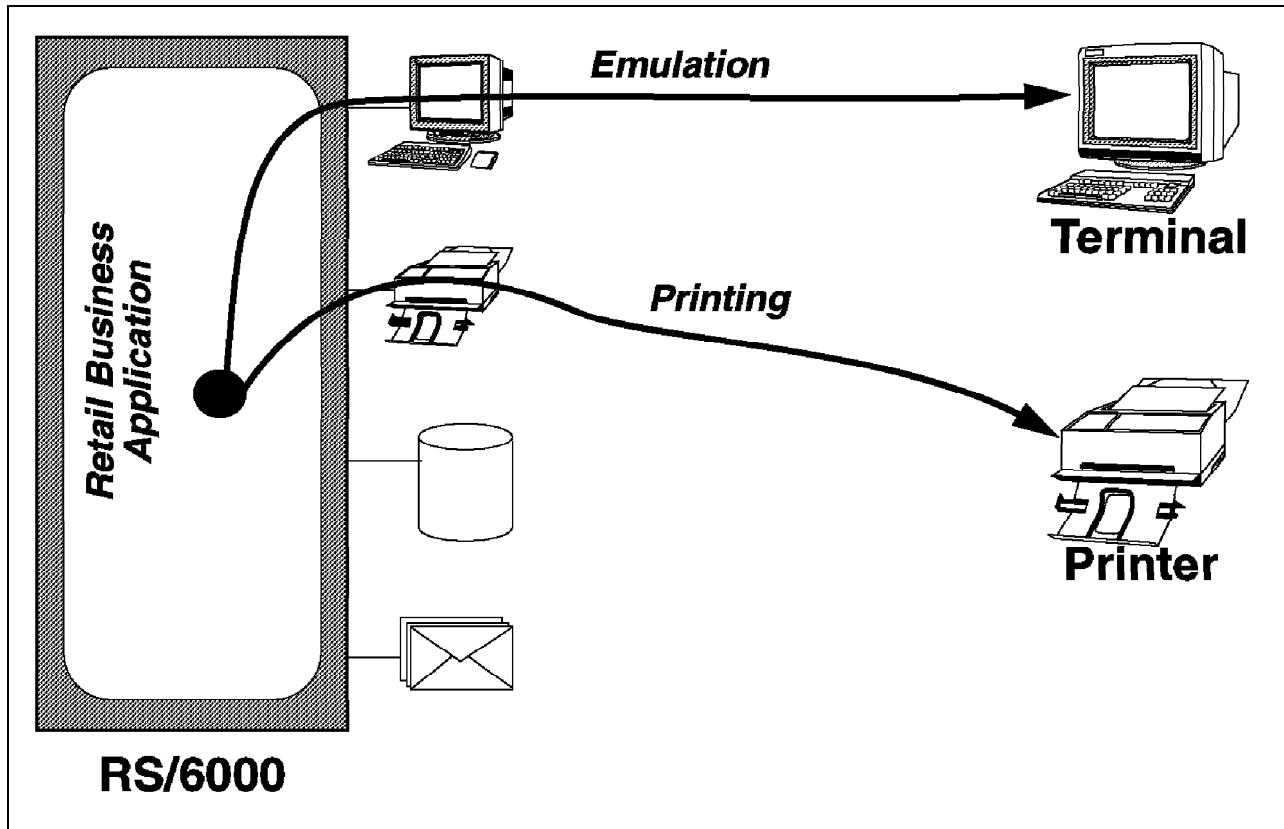 Emulation
Terminal
Retail Business
Application
Printing
Printer
RS/6000